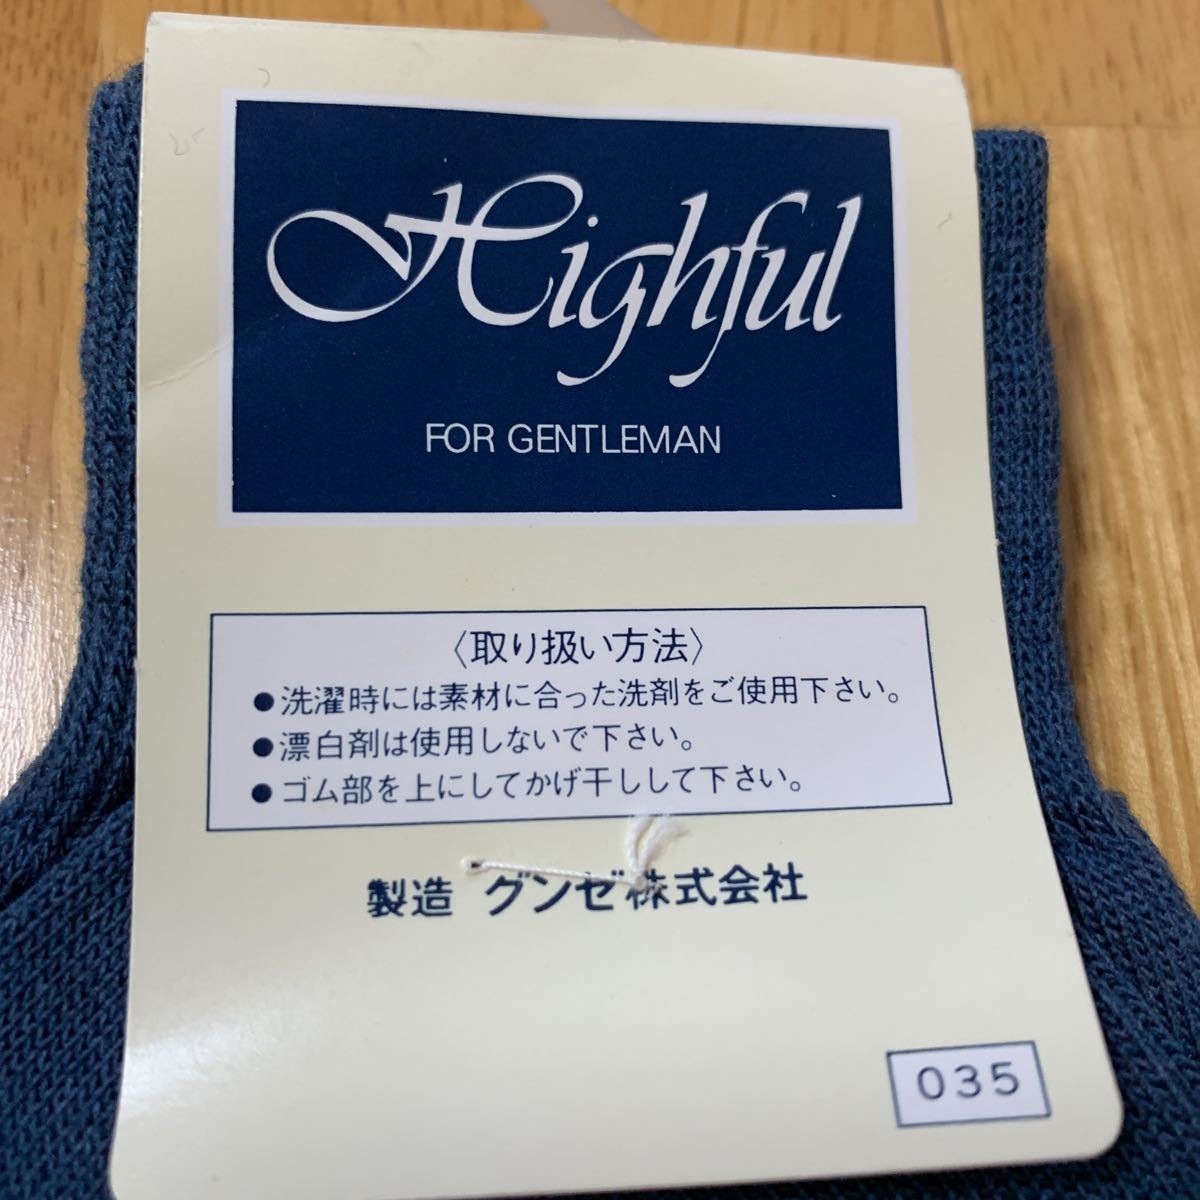 Highful
FOR GENTLEMAN
〈取り扱い方法〉
●洗濯時には素材に合った洗剤をご使用下さい。
●漂白剤は使用しないで下さい。
●ゴム部を上にしてかげ干しして下さい。
製造 グンゼ株式会社
035